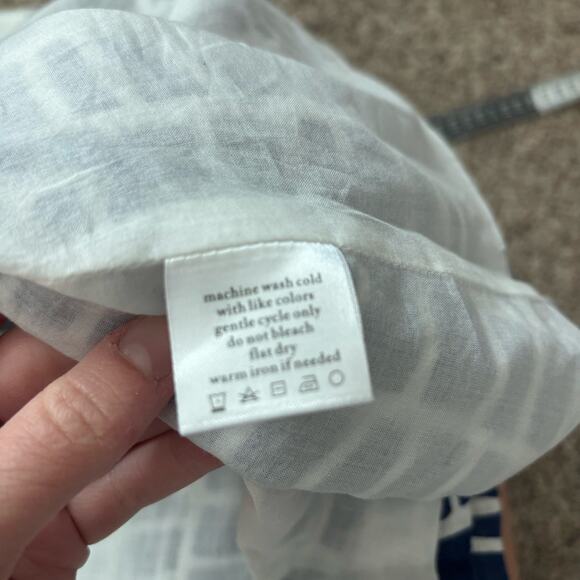 machine wash cold
with like colors
gentle cycle only
do not bleach
flat dry
warm iron if needed